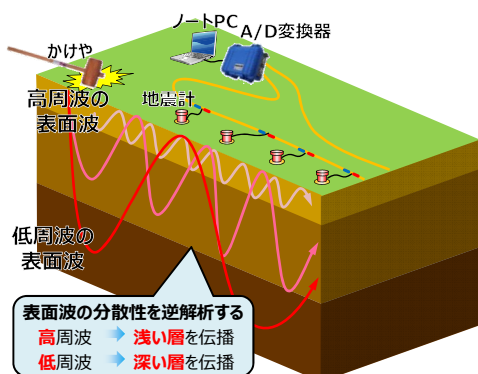 ノートPC
A/D変換器
かけや
高周波の
表面波
地震計
低周波の
表面波
表面波の分散性を逆解析する
高周波 ➡ 浅い層を伝播
低周波 ➡ 深い層を伝播